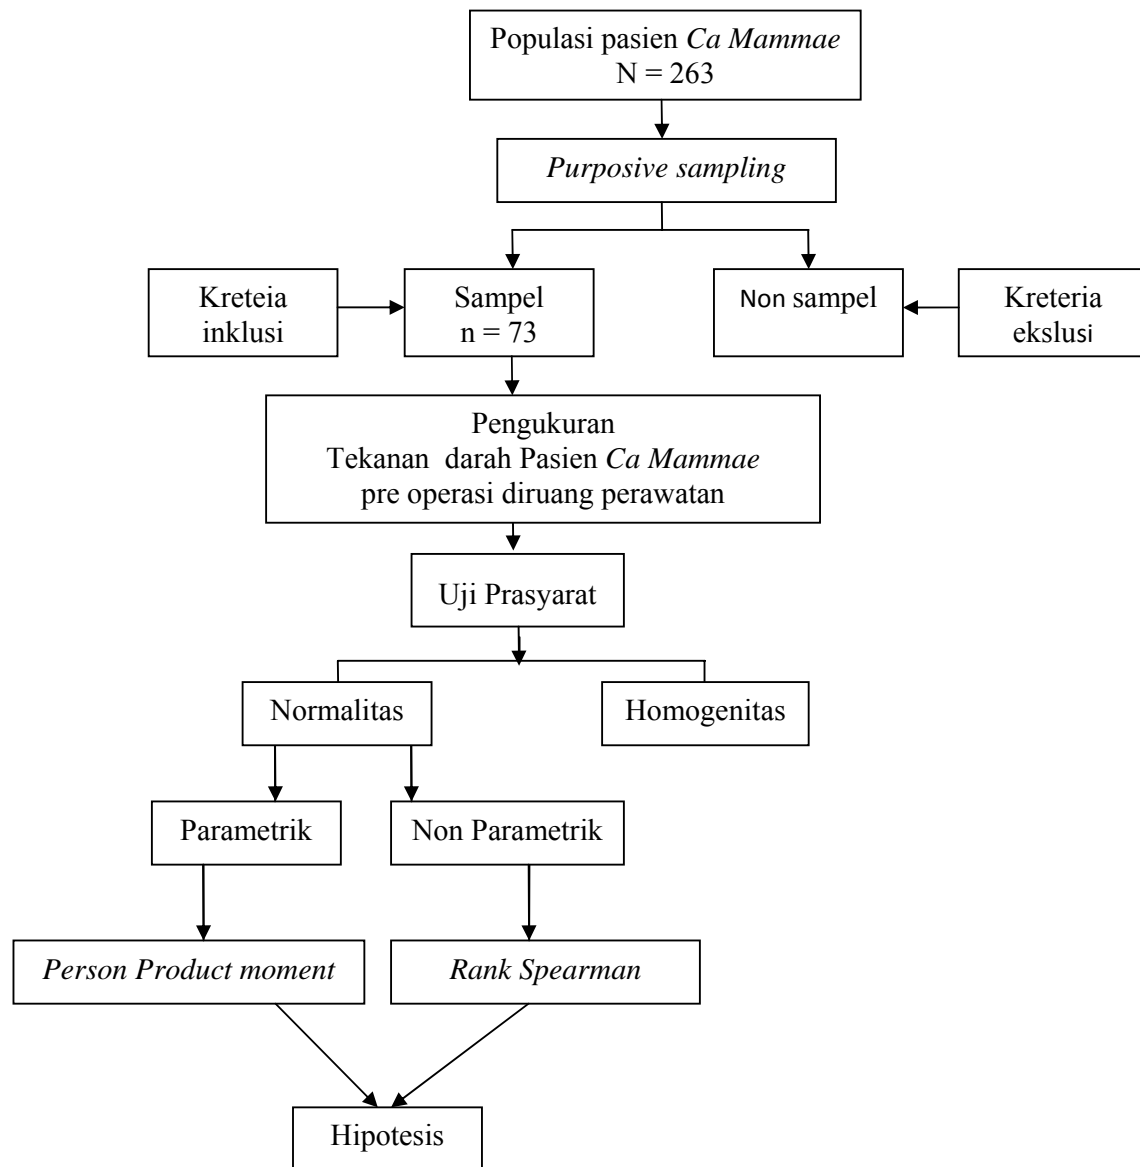 Populasi pasien Ca Mammae
N = 263
Purposive sampling
Kreteia
inklusi
Sampel
n = 73
Non sampel
Kreteria
ekslusi
Pengukuran
Tekanan darah Pasien Ca Mammae
pre operasi diruang perawatan
Uji Prasyarat
Normalitas
Homogenitas
Parametrik
Non Parametrik
Person Product moment
Rank Spearman
Hipotesis